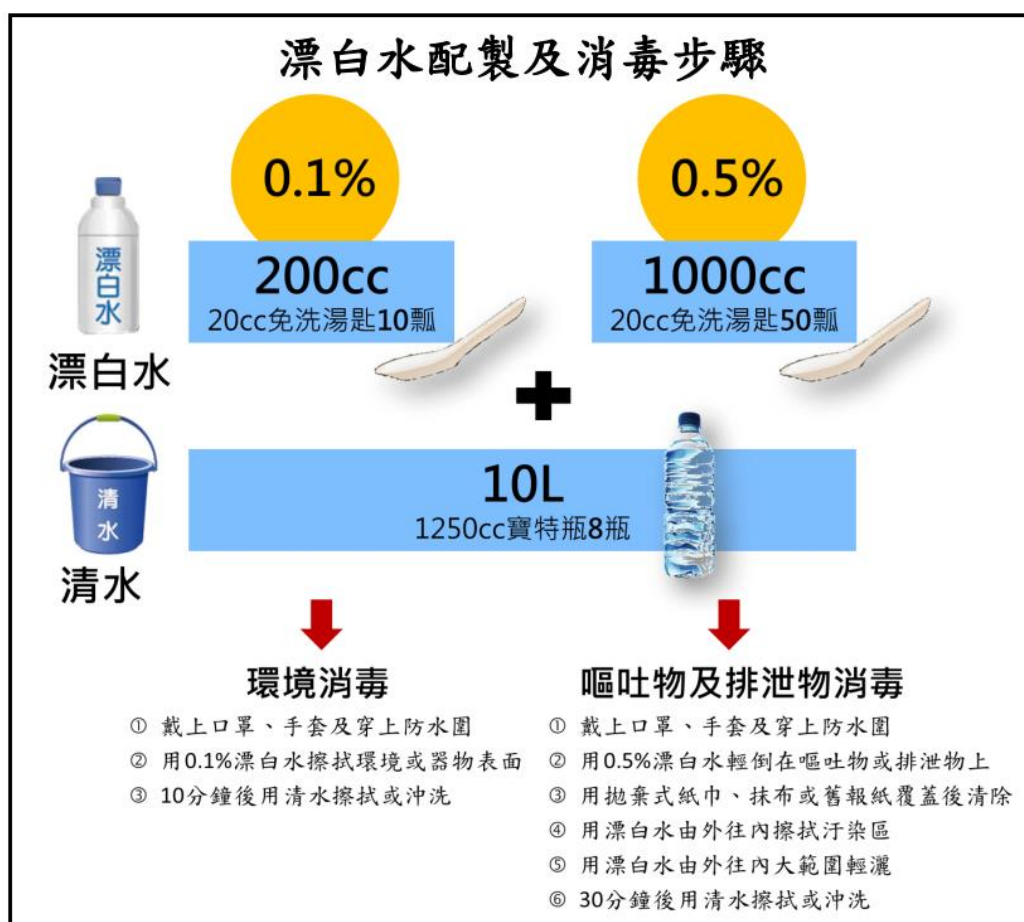 漂白水配製及消毒步驟
0.1%
0.5%
漂白水
200cc
20cc免洗湯匙10瓢
1000cc
20cc免洗湯匙50瓢
漂白水
+
清水
10L
1250cc寶特瓶8瓶
清水
環境消毒
① 戴上口罩、手套及穿上防水圍
② 用0.1%漂白水擦拭環境或器物表面
③ 10分鐘後用清水擦拭或沖洗
嘔吐物及排泄物消毒
① 戴上口罩、手套及穿上防水圍
② 用0.5%漂白水輕倒在嘔吐物或排泄物上
③ 用拋棄式紙巾、抹布或舊報紙覆蓋後清除
④ 用漂白水由外往內擦拭汙染區
⑤ 用漂白水由外往內大範圍輕灑
⑥ 30分鐘後用清水擦拭或沖洗